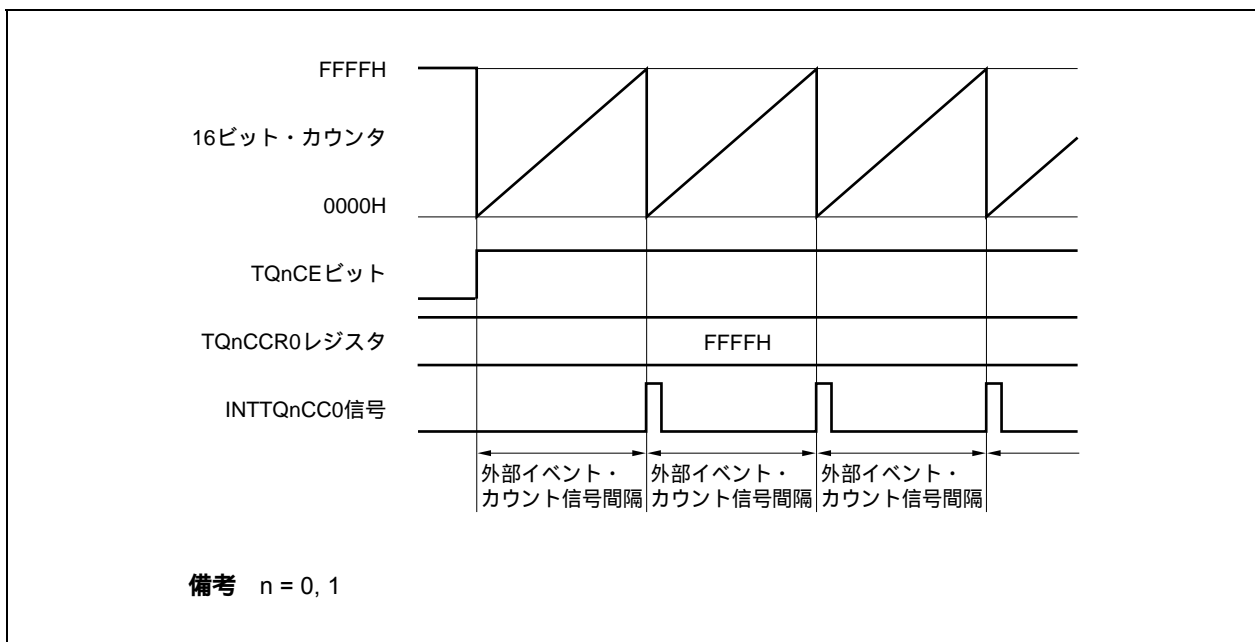 FFFFH
16ビット・カウンタ
0000H
TQnCEビット
TQnCCR0レジスタ
FFFFH
INTTQnCC0信号
外部イベント・
カウント信号間隔
外部イベント・
カウント信号間隔
外部イベント・
カウント信号間隔
備考 n = 0, 1